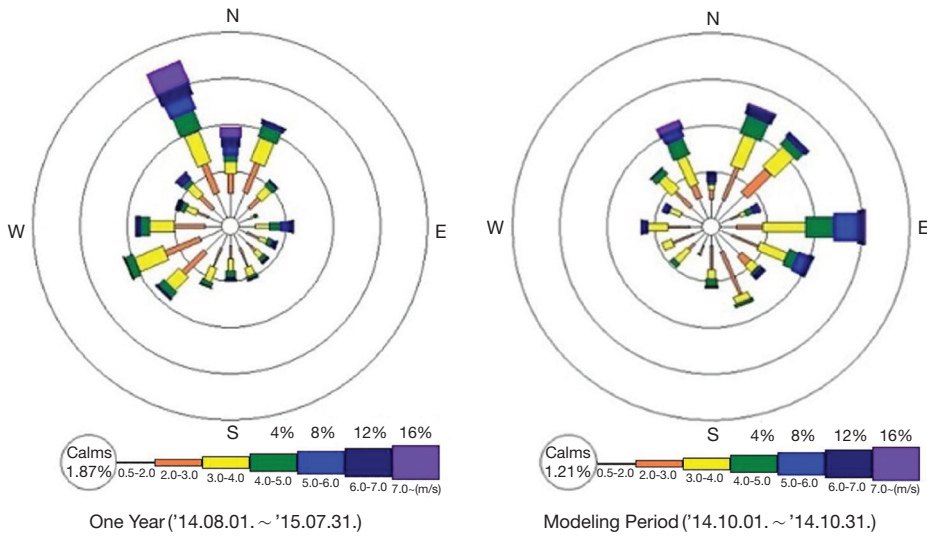 N
W
E
S
4% 8% 12% 16%
Calms
1.87%
0.5-2.0 2.0-3.0 3.0-4.0 4.0-5.0 5.0-6.0 6.0-7.0 7.0~(m/s)
One Year ('14.08.01. ~ '15.07.31.)
N
W
E
S
4% 8% 12% 16%
Calms
1.21%
0.5-2.0 2.0-3.0 3.0-4.0 4.0-5.0 5.0-6.0 6.0-7.0 7.0~(m/s)
Modeling Period ('14.10.01. ~ '14.10.31.)